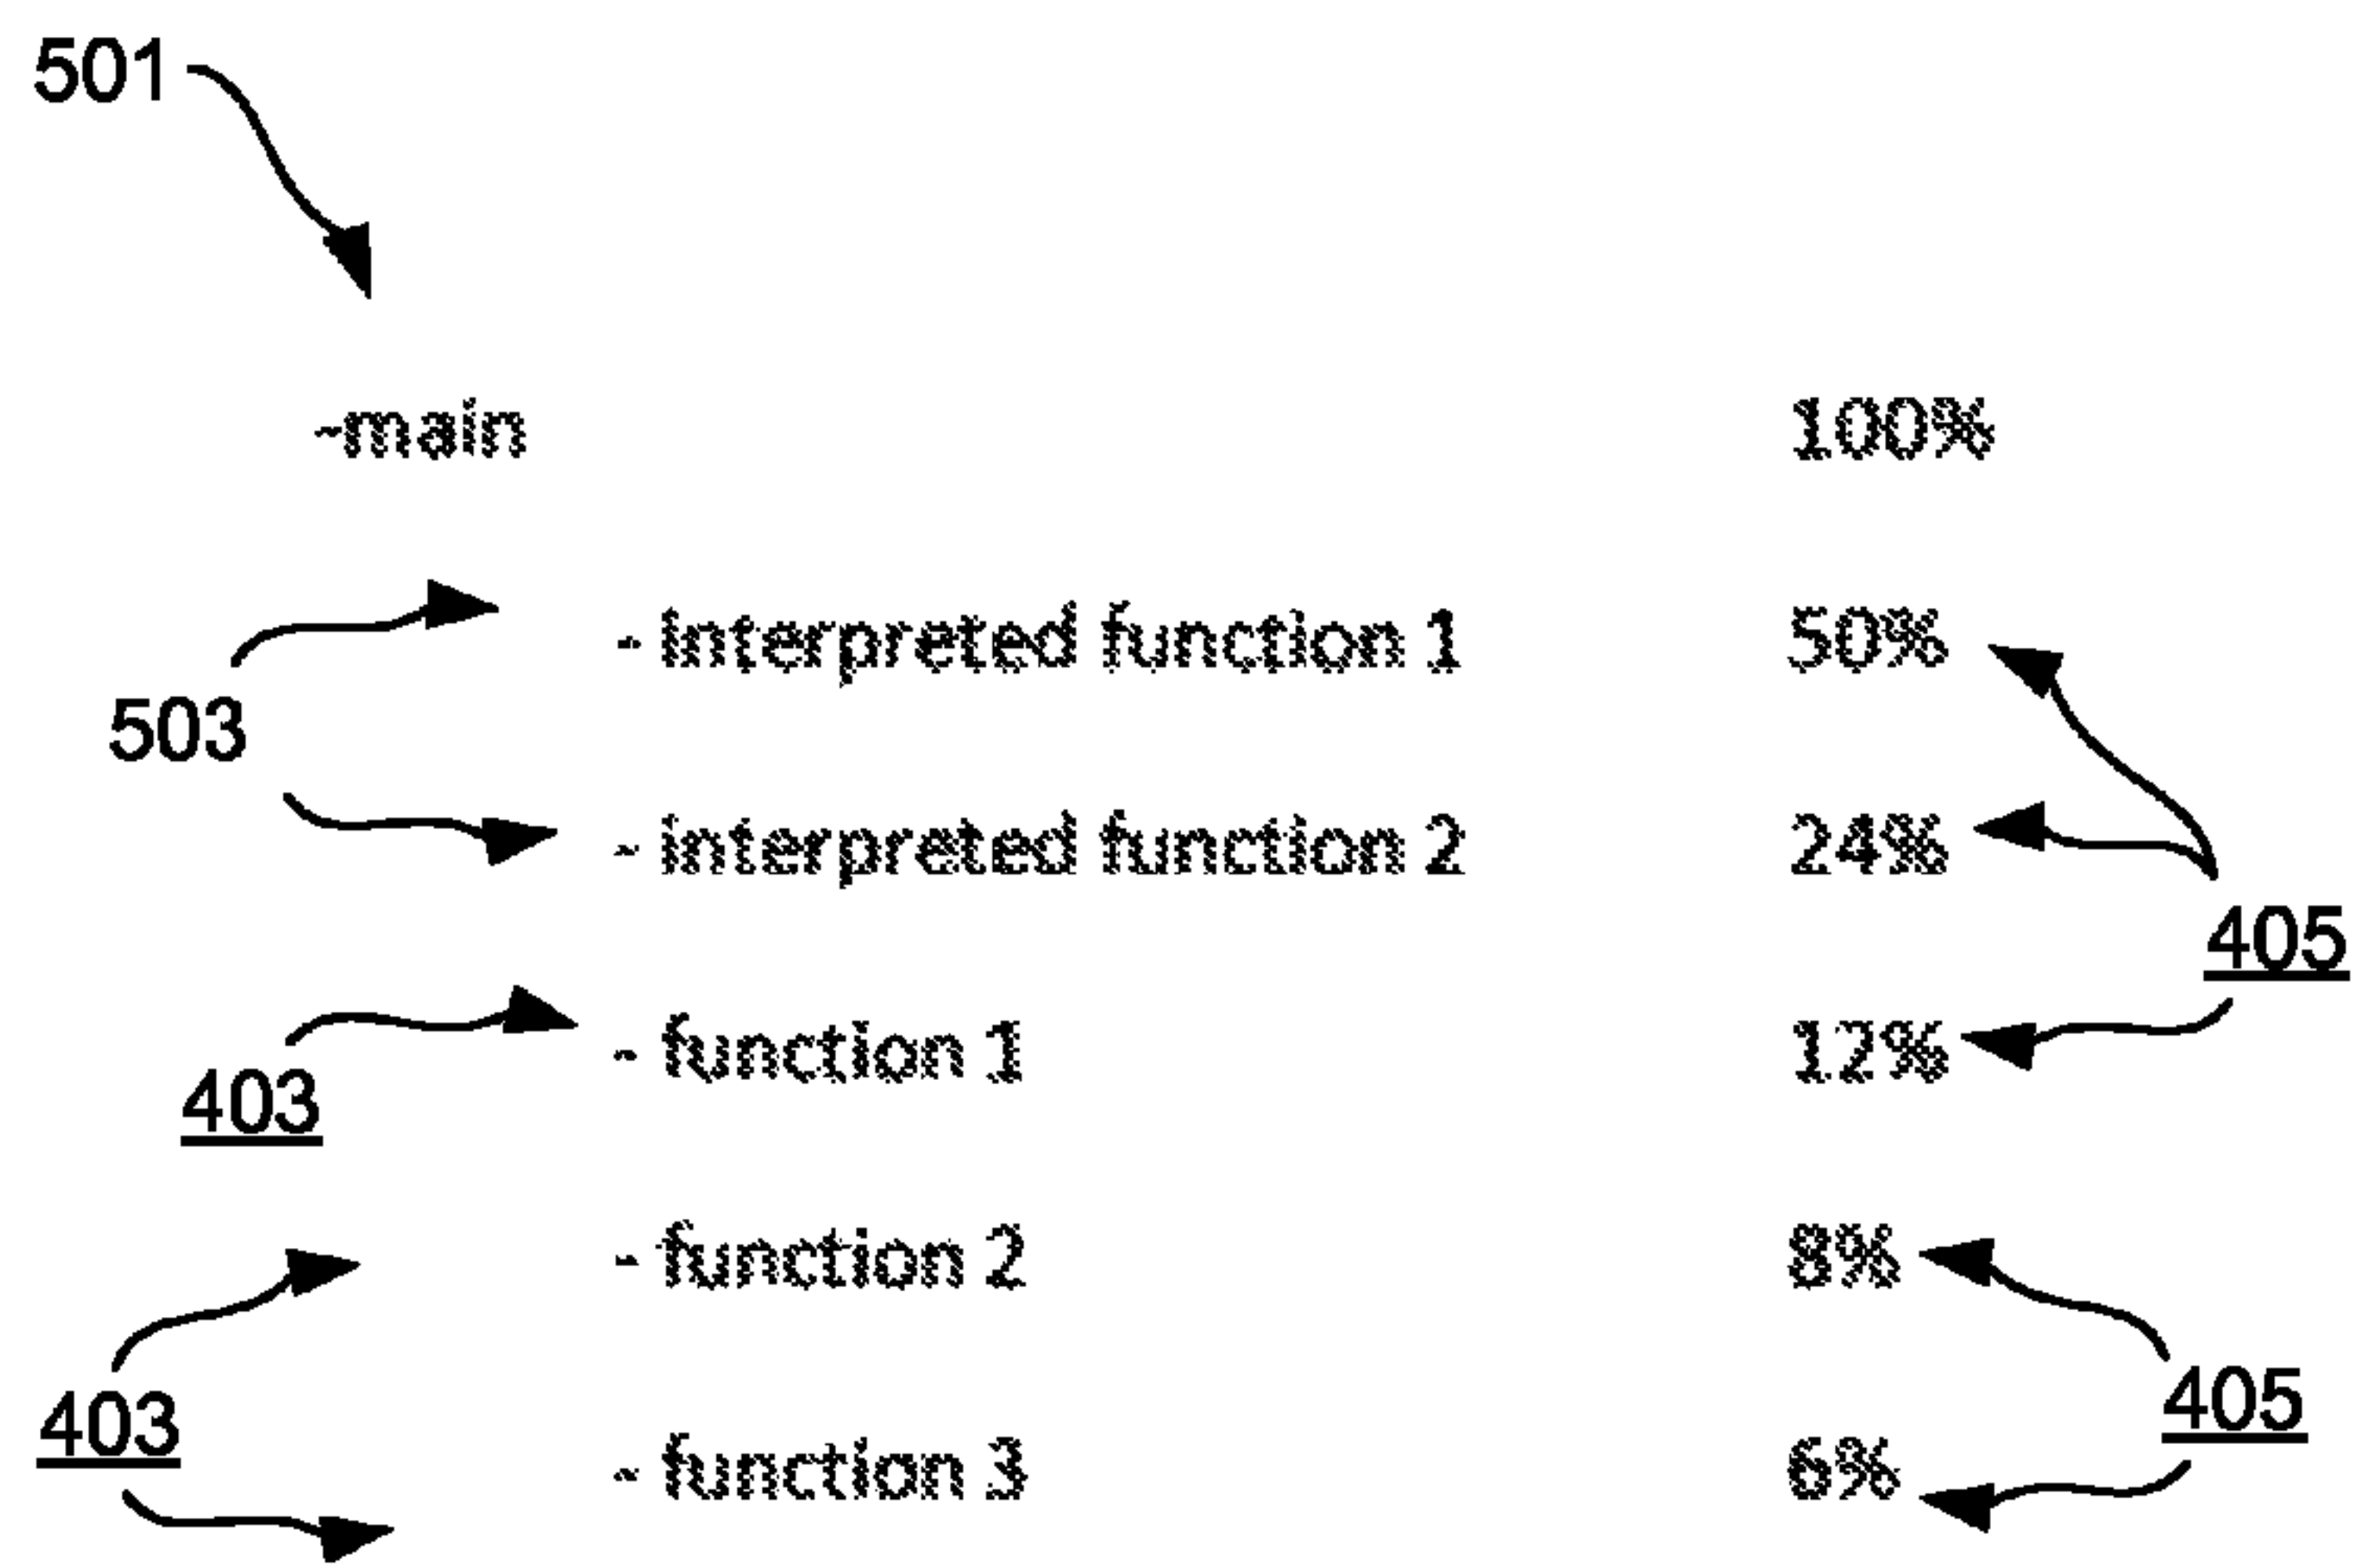 501
-main 100%
- interpreted function 1 50%
503
- interpreted function 2 24%
405
- function 1 12%
403
- function 2 8%
403 405
- function 3 6%